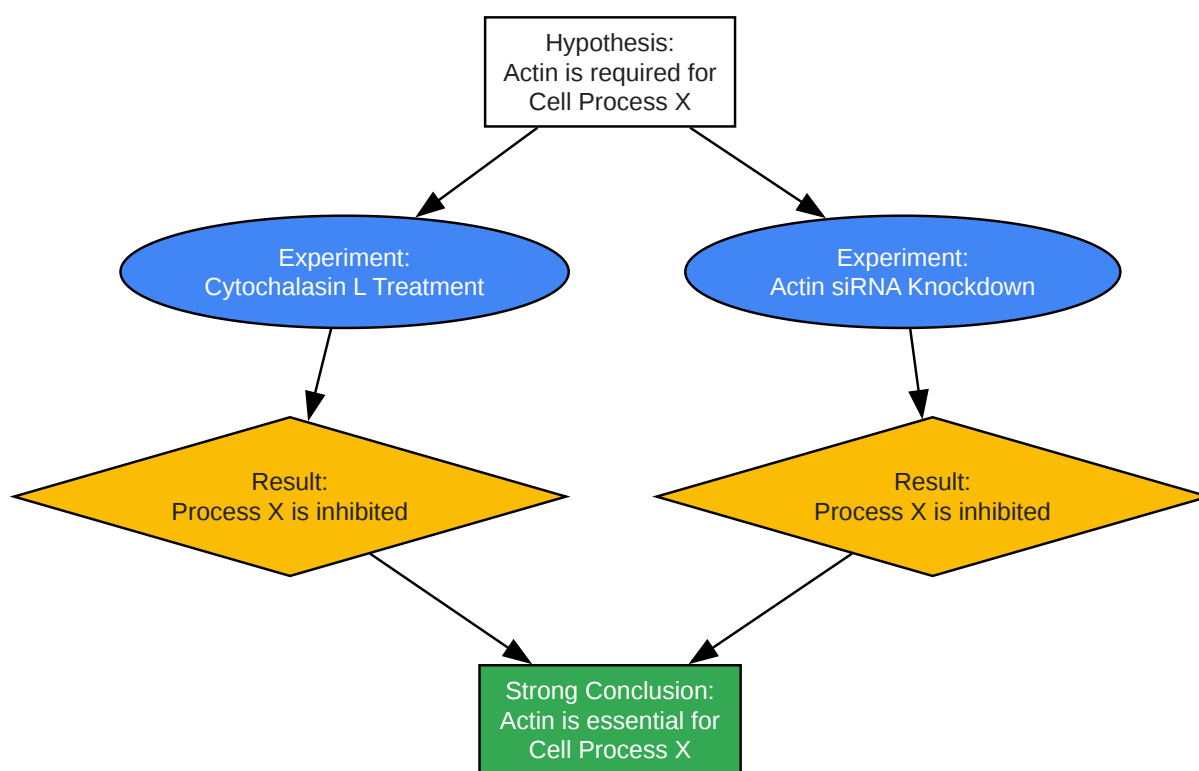 Hypothesis:
Actin is required for
Cell Process X
Experiment:
Cytochalasin L Treatment
Experiment:
Actin siRNA Knockdown
Result:
Process X is inhibited
Result:
Process X is inhibited
Strong Conclusion:
Actin is essential for
Cell Process X